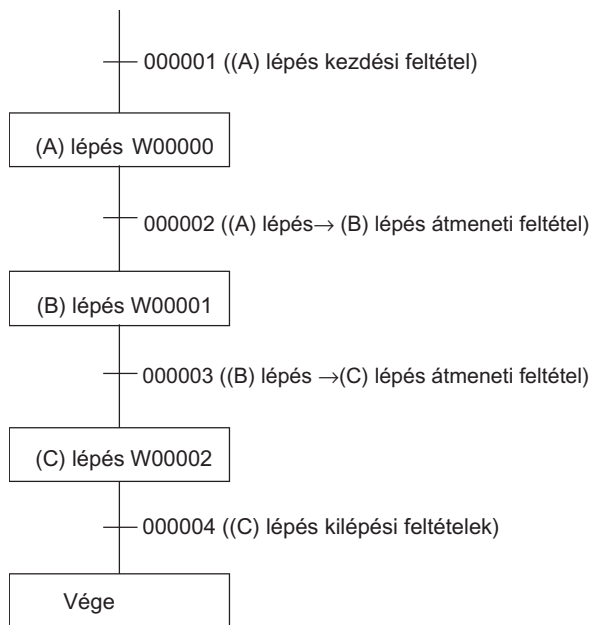 000001 ((A) lépés kezdési feltétel)
(A) lépés W00000
000002 ((A) lépés→ (B) lépés átmeneti feltétel)
(B) lépés W00001
000003 ((B) lépés →(C) lépés átmeneti feltétel)
(C) lépés W00002
000004 ((C) lépés kilépési feltételek)
Vége